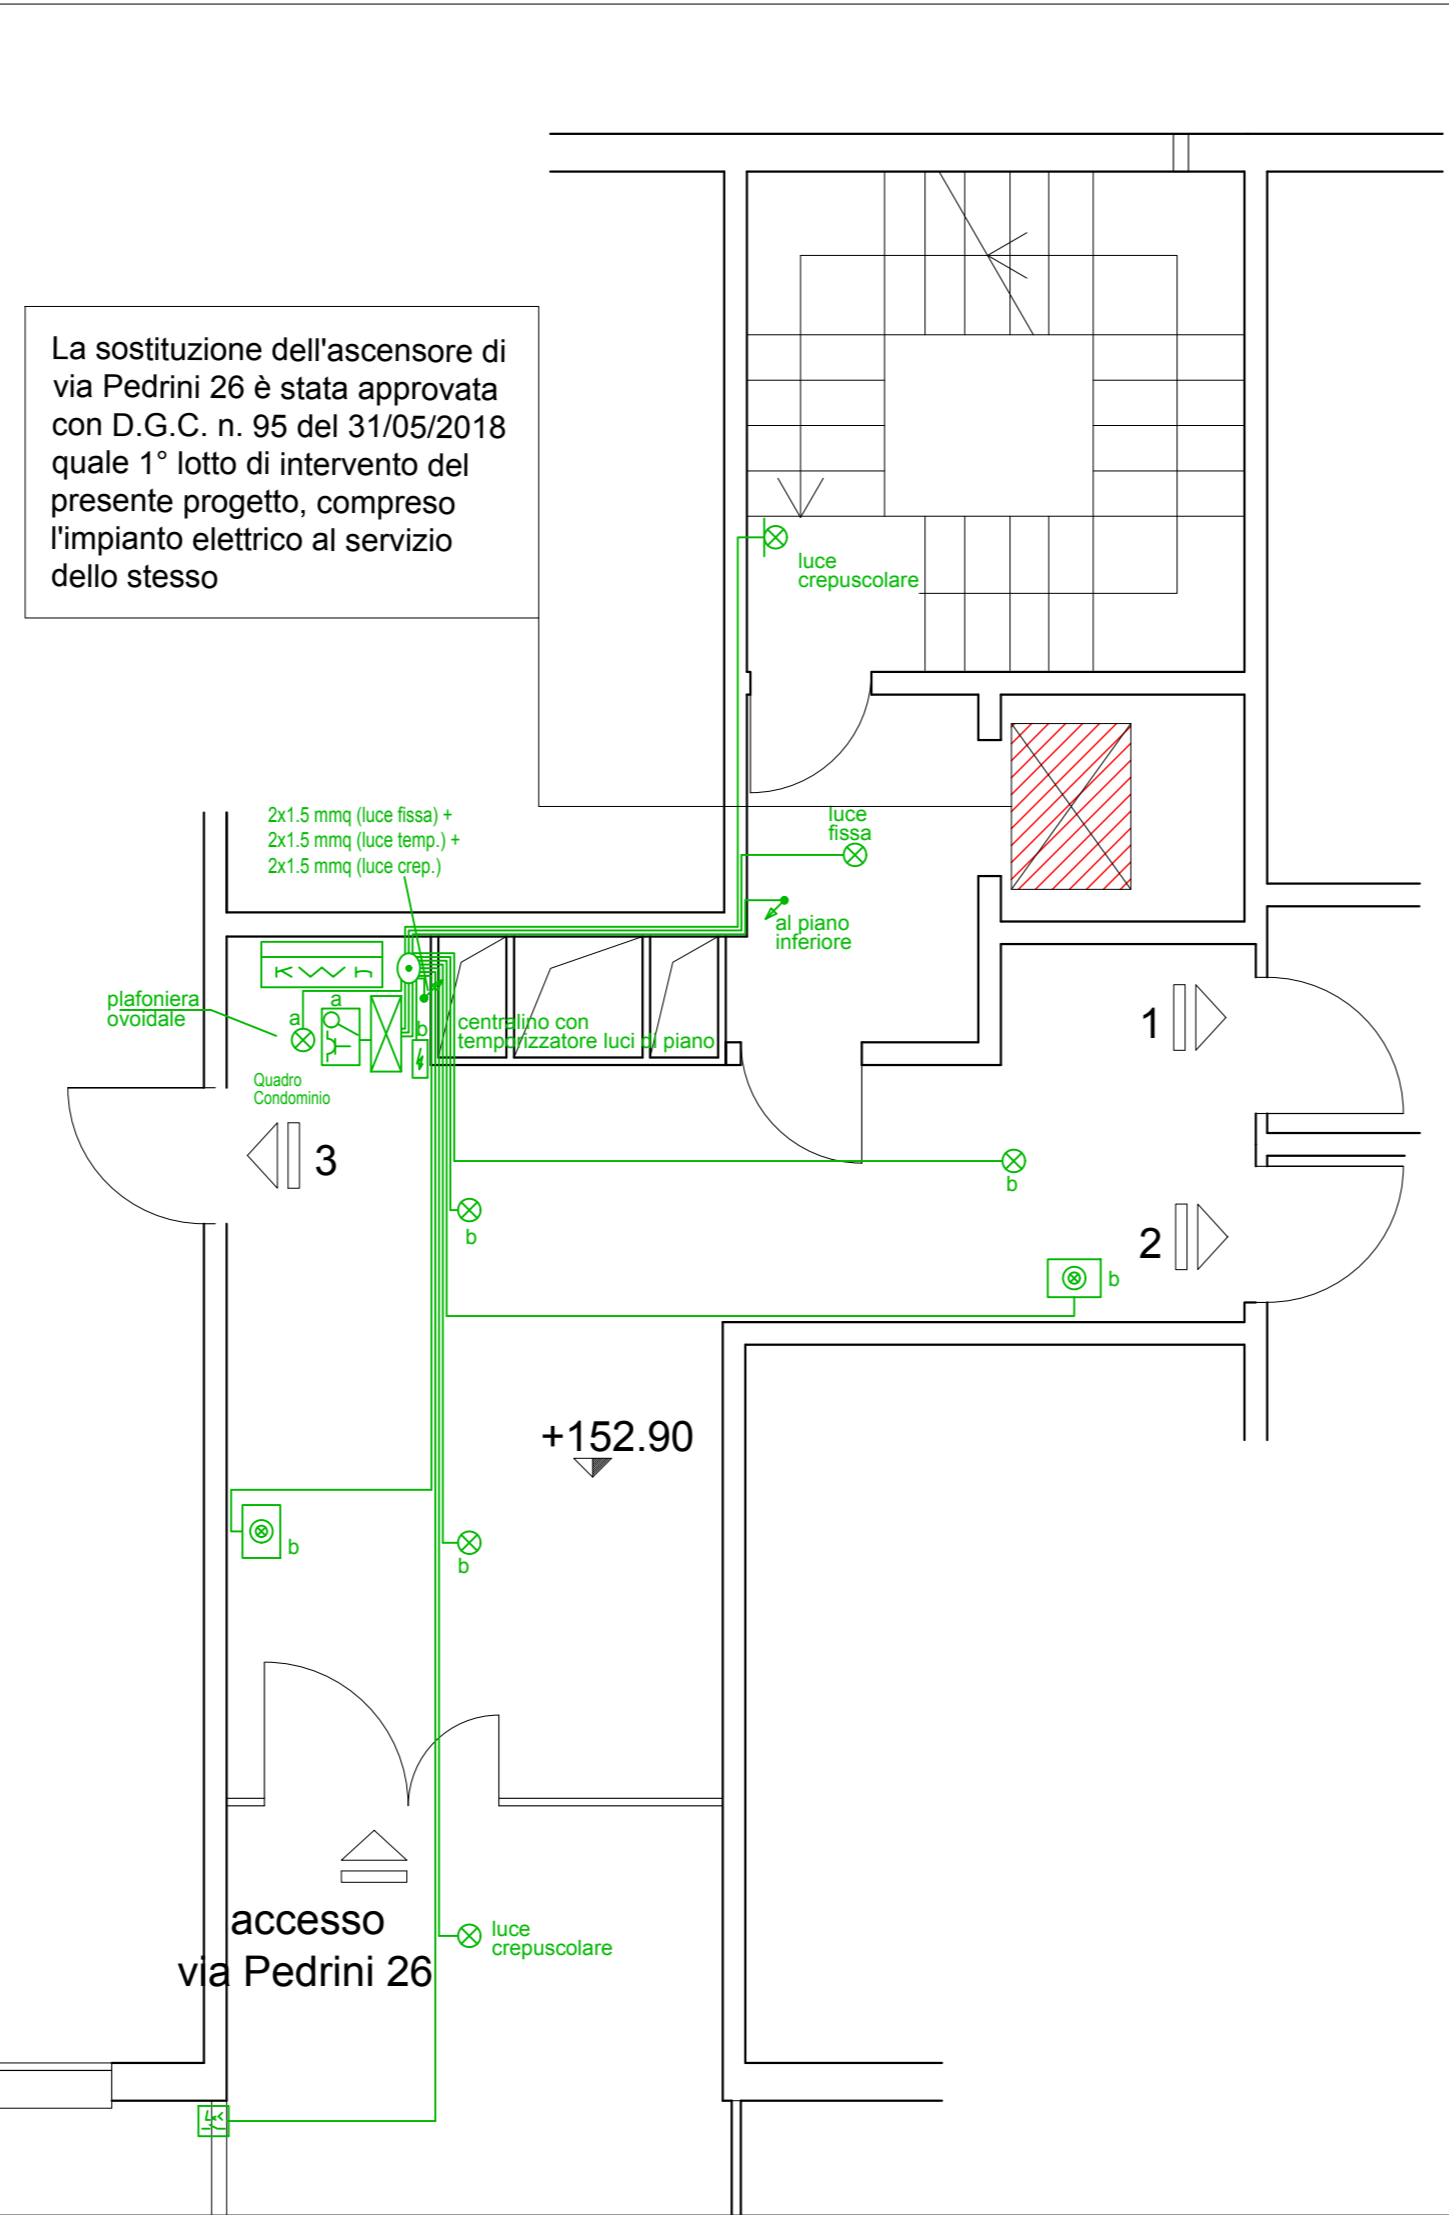 La sostituzione dell'ascensore di
via Pedrini 26 è stata approvata
con D.G.C. n. 95 del 31/05/2018
quale 1° lotto di intervento del
presente progetto, compreso
l'impianto elettrico al servizio
dello stesso
luce
crepuscolare
2x1.5 mmq (luce fissa) +
2x1.5 mmq (luce temp.) +
2x1.5 mmq (luce crep.)
luce
fissa
al piano
inferiore
kWh
plafoniera
ovoidale
a
a
b
centralino con
temporizzatore luci di piano
Quadro
Condominio
1
3
b
b
2
b
+152.90
b
b
accesso
via Pedrini 26
luce
crepuscolare